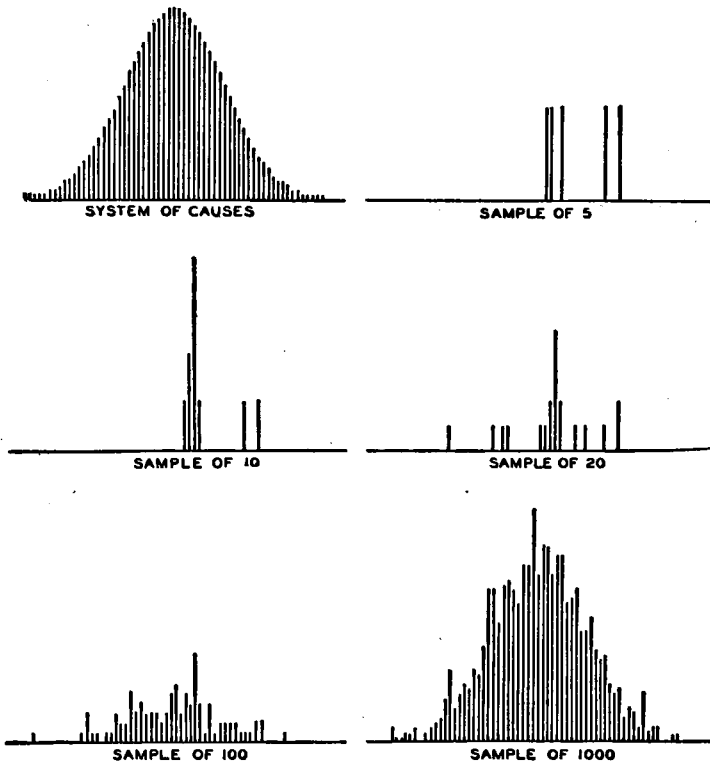 SYSTEM OF CAUSES
SAMPLE OF 5
SAMPLE OF 10
SAMPLE OF 20
SAMPLE OF 100
SAMPLE OF 1000